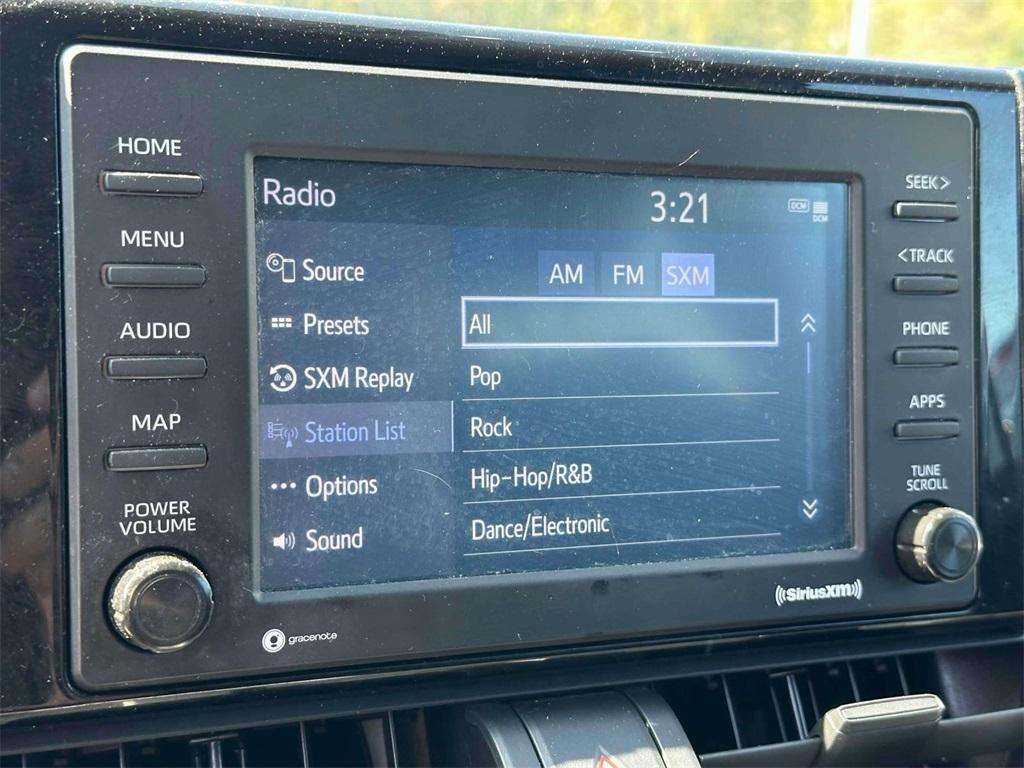 HOME
MENU
AUDIO
MAP
POWER
VOLUME
Radio
3:21
DCM
DCM
Source
Presets
SXM Replay
Station List
Options
Sound
AM FM SXM
All
Pop
Rock
Hip-Hop/R&B
Dance/Electronic
SEEK>
<TRACK
PHONE
APPS
TUNE
SCROLL
gracenote
((SiriusXM))